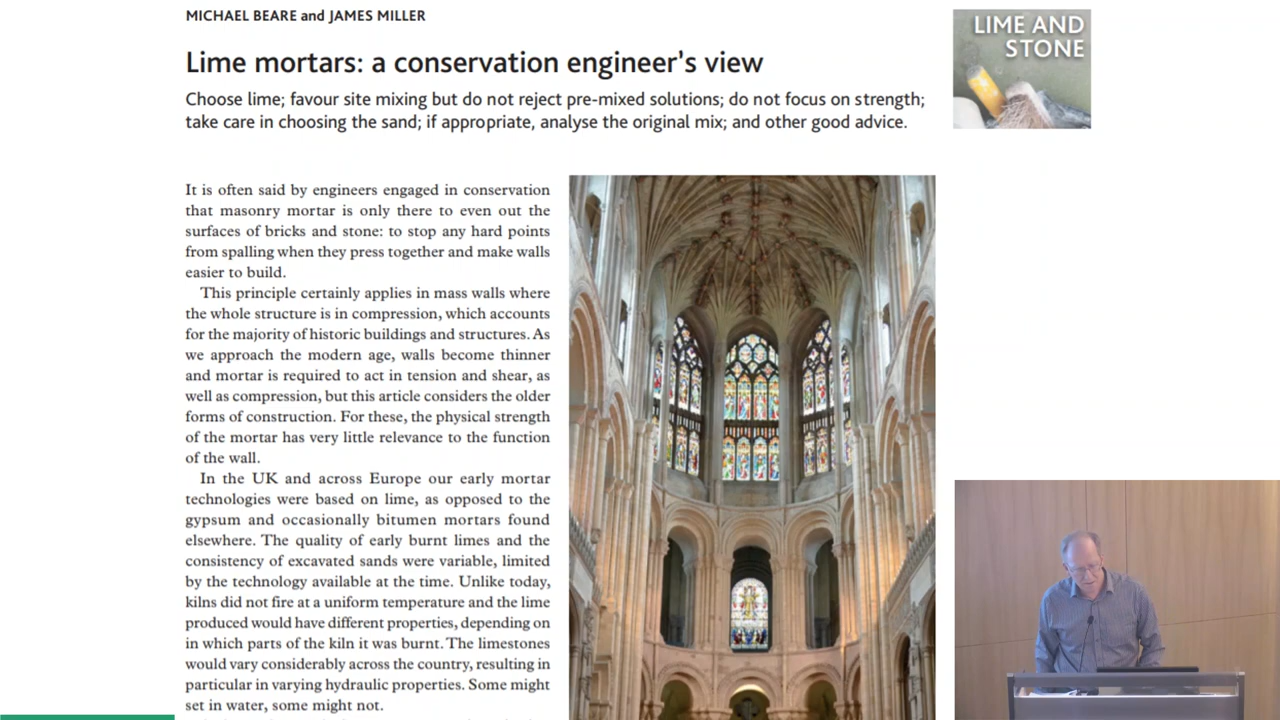 MICHAEL BEARE and JAMES MILLER
Lime mortars: a conservation engineer’s view
Choose lime; favour site mixing but do not reject pre-mixed solutions; do not focus on strength;
take care in choosing the sand; if appropriate, analyse the original mix; and other good advice.
LIME AND
STONE
It is often said by engineers engaged in conservation
that masonry mortar is only there to even out the
surfaces of bricks and stone: to stop any hard points
from spalling when they press together and make walls
easier to build.
This principle certainly applies in mass walls where
the whole structure is in compression, which accounts
for the majority of historic buildings and structures. As
we approach the modern age, walls become thinner
and mortar is required to act in tension and shear, as
well as compression, but this article considers the older
forms of construction. For these, the physical strength
of the mortar has very little relevance to the function
of the wall.
In the UK and across Europe our early mortar
technologies were based on lime, as opposed to the
gypsum and occasionally bitumen mortars found
elsewhere. The quality of early burnt limes and the
consistency of excavated sands were variable, limited
by the technology available at the time. Unlike today,
kilns did not fire at a uniform temperature and the lime
produced would have different properties, depending on
in which parts of the kiln it was burnt. The limestones
would vary considerably across the country, resulting in
particular in varying hydraulic properties. Some might
set in water, some might not.